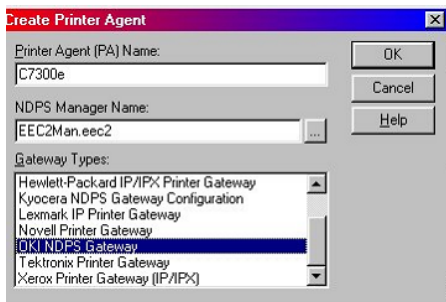 Create Printer Agent
Printer Agent (PA) Name:
OK
C7300e
Cancel
NDPS Manager Name:
Help
EEC2Man.eec2
...
Gateway Types:
Hewlett-Packard IP/IPX Printer Gateway
Kyocera NDPS Gateway Configuration
Lexmark IP Printer Gateway
Novell Printer Gateway
OKI NDPS Gateway
Tektronix Printer Gateway
Xerox Printer Gateway (IP/IPX)